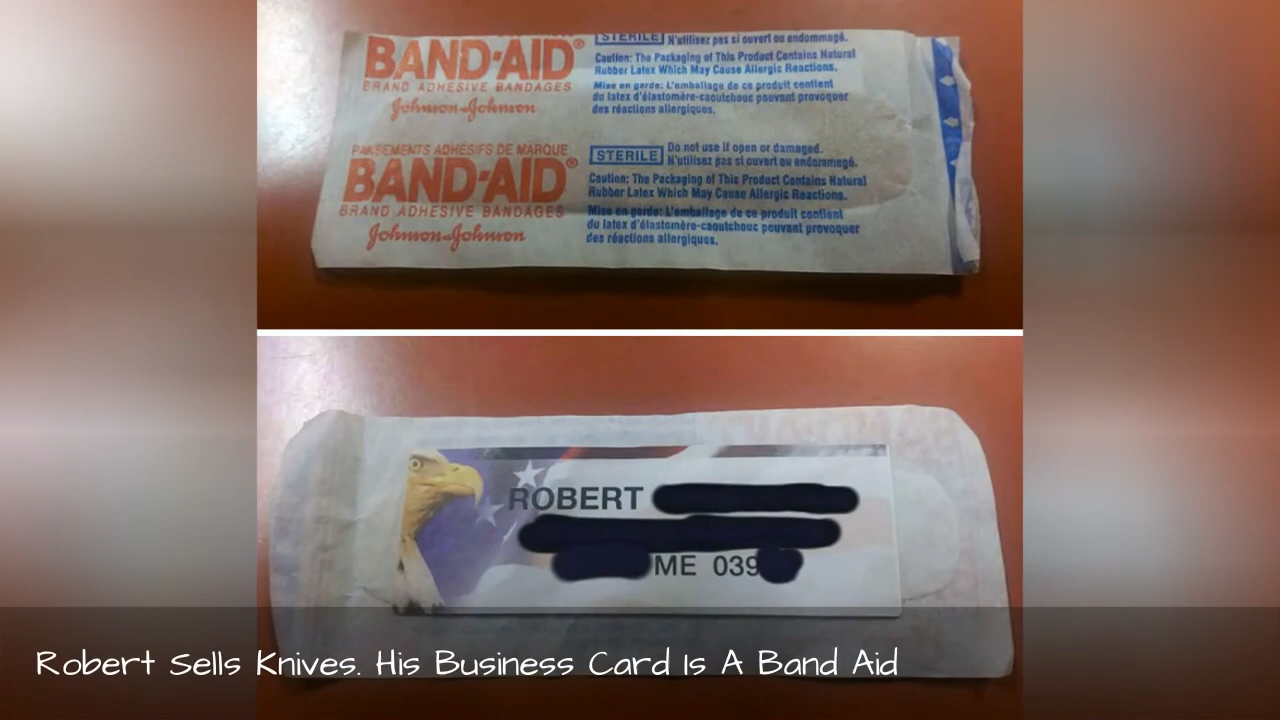 BAND-AID®
BRAND ADHESIVE BANDAGES
Johnson & Johnson
STERILE
N'utilisez pas si ouvert ou endommagé.
Caution: The Packaging of This Product Contains Natural
Rubber Latex Which May Cause Allergic Reactions.
Mise en garde: L'emballage de ce produit contient
du latex d'élastomère-caoutchouc pouvant provoquer
des réactions allergiques.
PANSEMENTS ADHÉSIFS DE MARQUE
BAND-AID®
BRAND ADHESIVE BANDAGES
Johnson & Johnson
STERILE
Do not use if open or damaged.
N'utilisez pas si ouvert ou endommagé.
Caution: The Packaging of This Product Contains Natural
Rubber Latex Which May Cause Allergic Reactions.
Mise en garde: L'emballage de ce produit contient
du latex d'élastomère-caoutchouc pouvant provoquer
des réactions allergiques.
ROBERT
ME 039
Robert Sells Knives. His Business Card Is A Band Aid